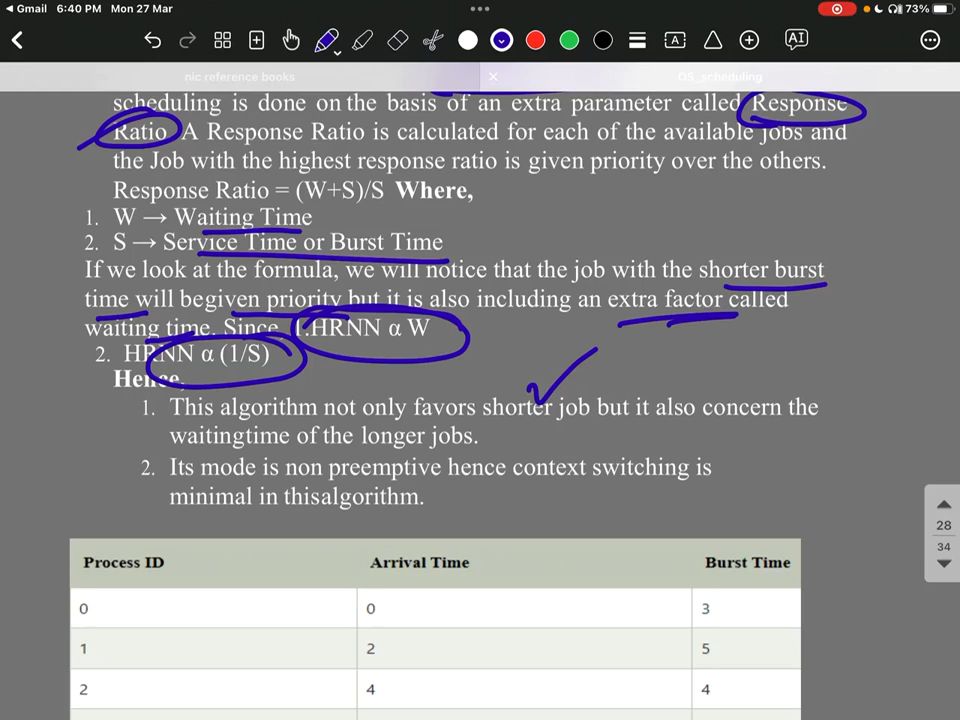 Gmail 6:40 PM Mon 27 Mar
73%
A
AI
nic reference books
OS_scheduling
scheduling is done on the basis of an extra parameter called Response
Ratio. A Response Ratio is calculated for each of the available jobs and
the Job with the highest response ratio is given priority over the others.
Response Ratio = (W+S)/S Where,
1. W → Waiting Time
2. S → Service Time or Burst Time
If we look at the formula, we will notice that the job with the shorter burst
time will begiven priority but it is also including an extra factor called
waiting time. Since, 1.HRNN α W
2. HRNN α (1/S)
Hence,
1. This algorithm not only favors shorter job but it also concern the
waitingtime of the longer jobs.
2. Its mode is non preemptive hence context switching is
minimal in thisalgorithm.
28
34
Process ID Arrival Time Burst Time
0 0 3
1 2 5
2 4 4